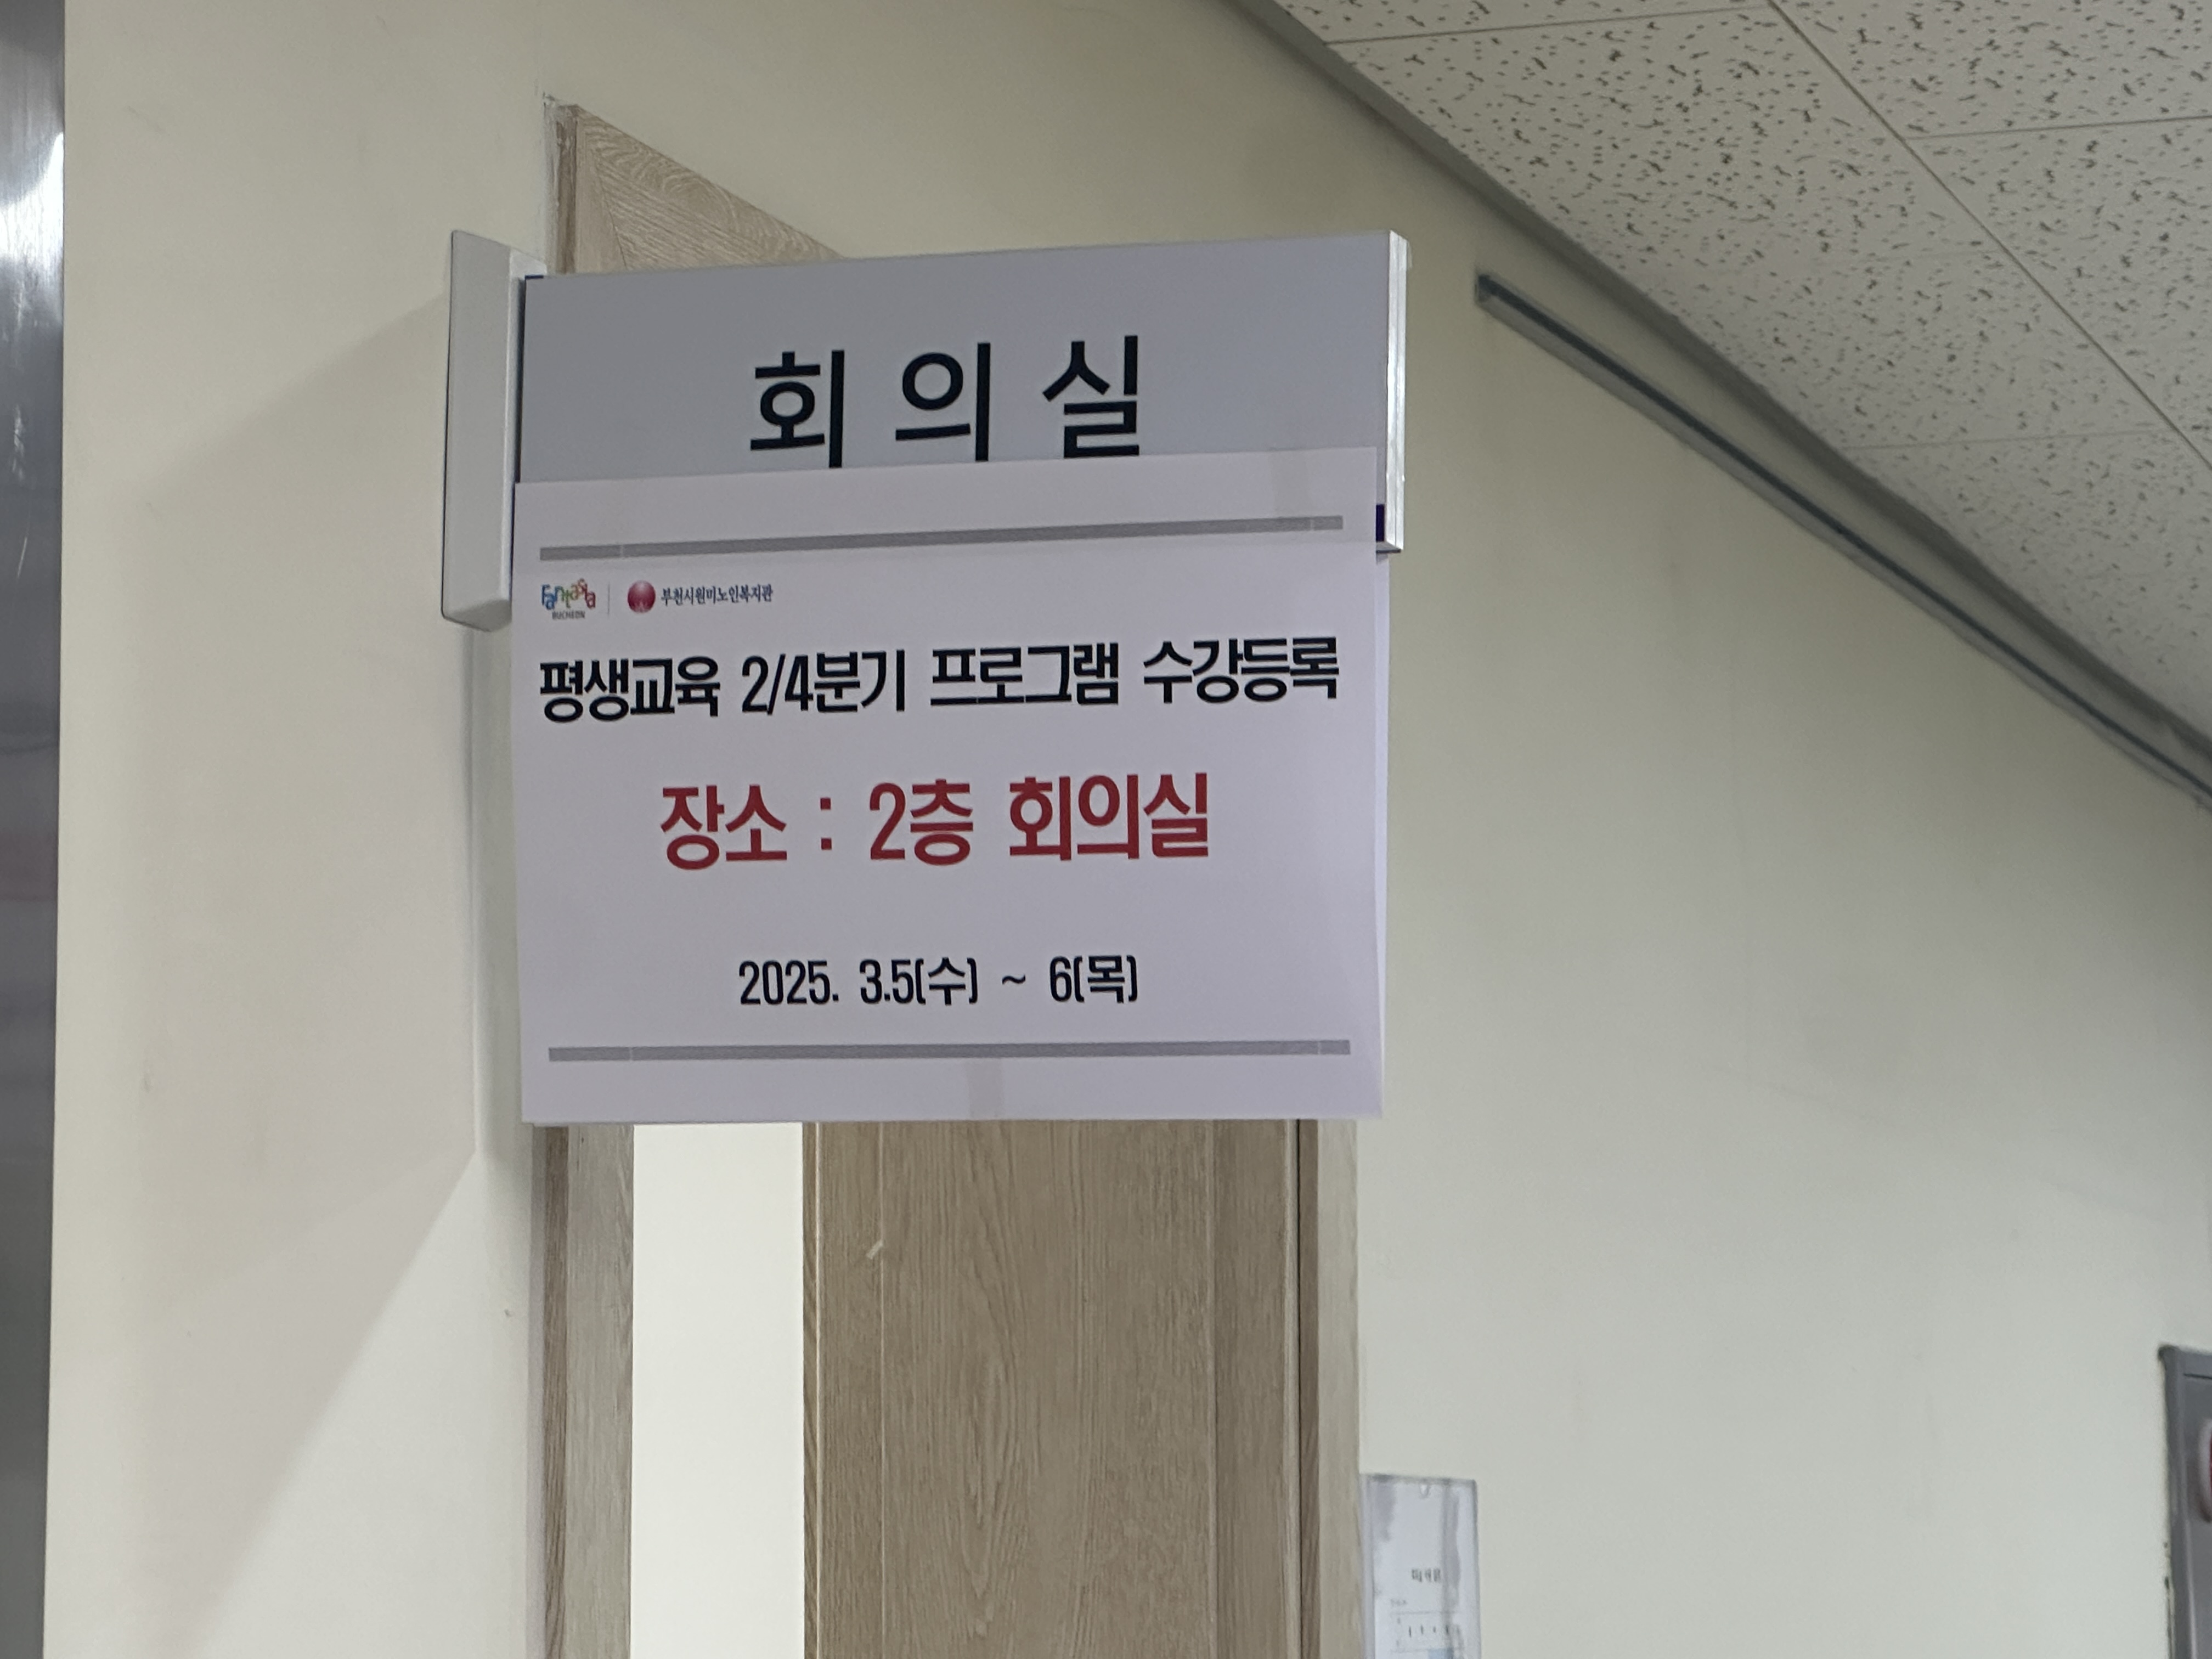 회의실
Fantasia BUCHEON 부천시원미노인복지관
평생교육 2/4분기 프로그램 수강등록
장소 : 2층 회의실
2025. 3.5(수) ~ 6(목)